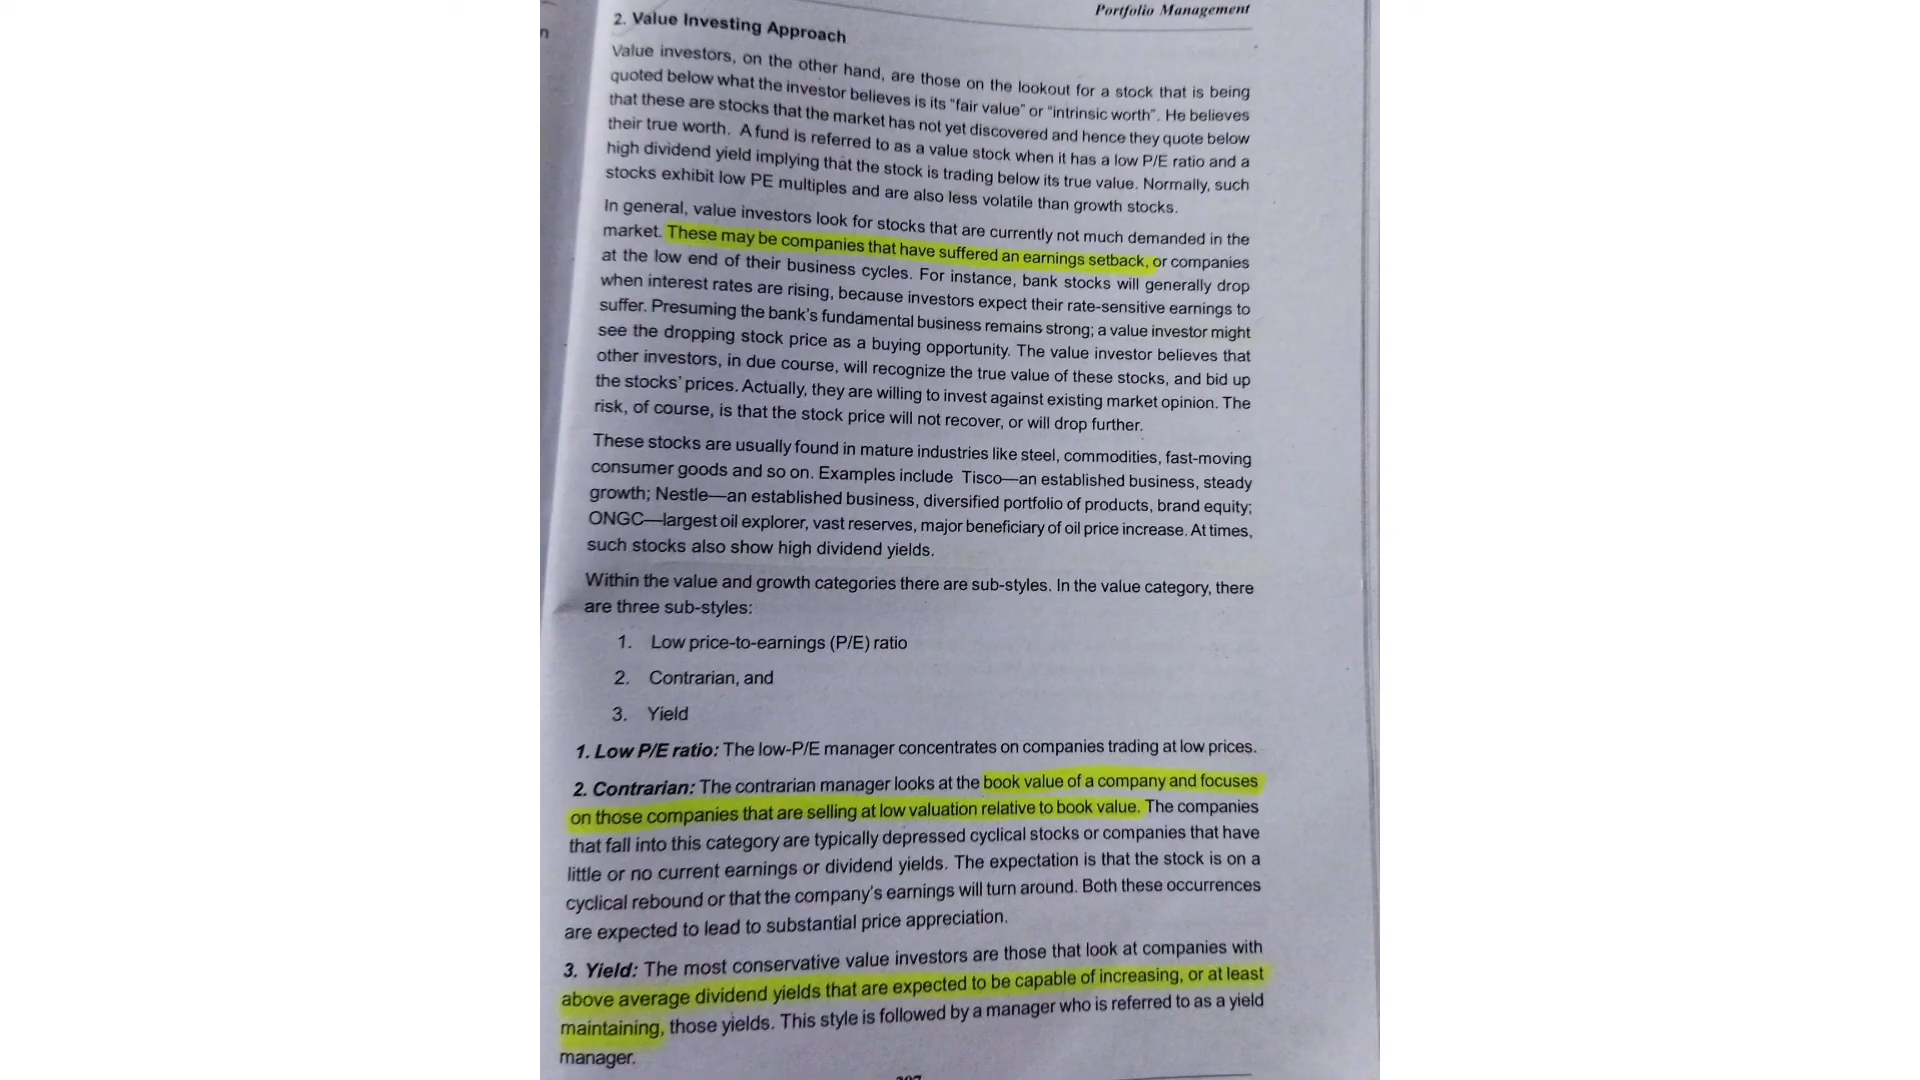 Portfolio Management
2. Value Investing Approach
Value investors, on the other hand, are those on the lookout for a stock that is being
quoted below what the investor believes is its "fair value" or "intrinsic worth". He believes
that these are stocks that the market has not yet discovered and hence they quote below
their true worth. A fund is referred to as a value stock when it has a low P/E ratio and a
high dividend yield implying that the stock is trading below its true value. Normally, such
stocks exhibit low PE multiples and are also less volatile than growth stocks.
In general, value investors look for stocks that are currently not much demanded in the
market. These may be companies that have suffered an earnings setback, or companies
at the low end of their business cycles. For instance, bank stocks will generally drop
when interest rates are rising, because investors expect their rate-sensitive earnings to
suffer. Presuming the bank's fundamental business remains strong; a value investor might
see the dropping stock price as a buying opportunity. The value investor believes that
other investors, in due course, will recognize the true value of these stocks, and bid up
the stocks' prices. Actually, they are willing to invest against existing market opinion. The
risk, of course, is that the stock price will not recover, or will drop further.
These stocks are usually found in mature industries like steel, commodities, fast-moving
consumer goods and so on. Examples include Tisco—an established business, steady
growth; Nestle—an established business, diversified portfolio of products, brand equity;
ONGC—largest oil explorer, vast reserves, major beneficiary of oil price increase. At times,
such stocks also show high dividend yields.
Within the value and growth categories there are sub-styles. In the value category, there
are three sub-styles:
1. Low price-to-earnings (P/E) ratio
2. Contrarian, and
3. Yield
1. Low P/E ratio: The low-P/E manager concentrates on companies trading at low prices.
2. Contrarian: The contrarian manager looks at the book value of a company and focuses
on those companies that are selling at low valuation relative to book value. The companies
that fall into this category are typically depressed cyclical stocks or companies that have
little or no current earnings or dividend yields. The expectation is that the stock is on a
cyclical rebound or that the company's earnings will turn around. Both these occurrences
are expected to lead to substantial price appreciation.
3. Yield: The most conservative value investors are those that look at companies with
above average dividend yields that are expected to be capable of increasing, or at least
maintaining, those yields. This style is followed by a manager who is referred to as a yield
manager.